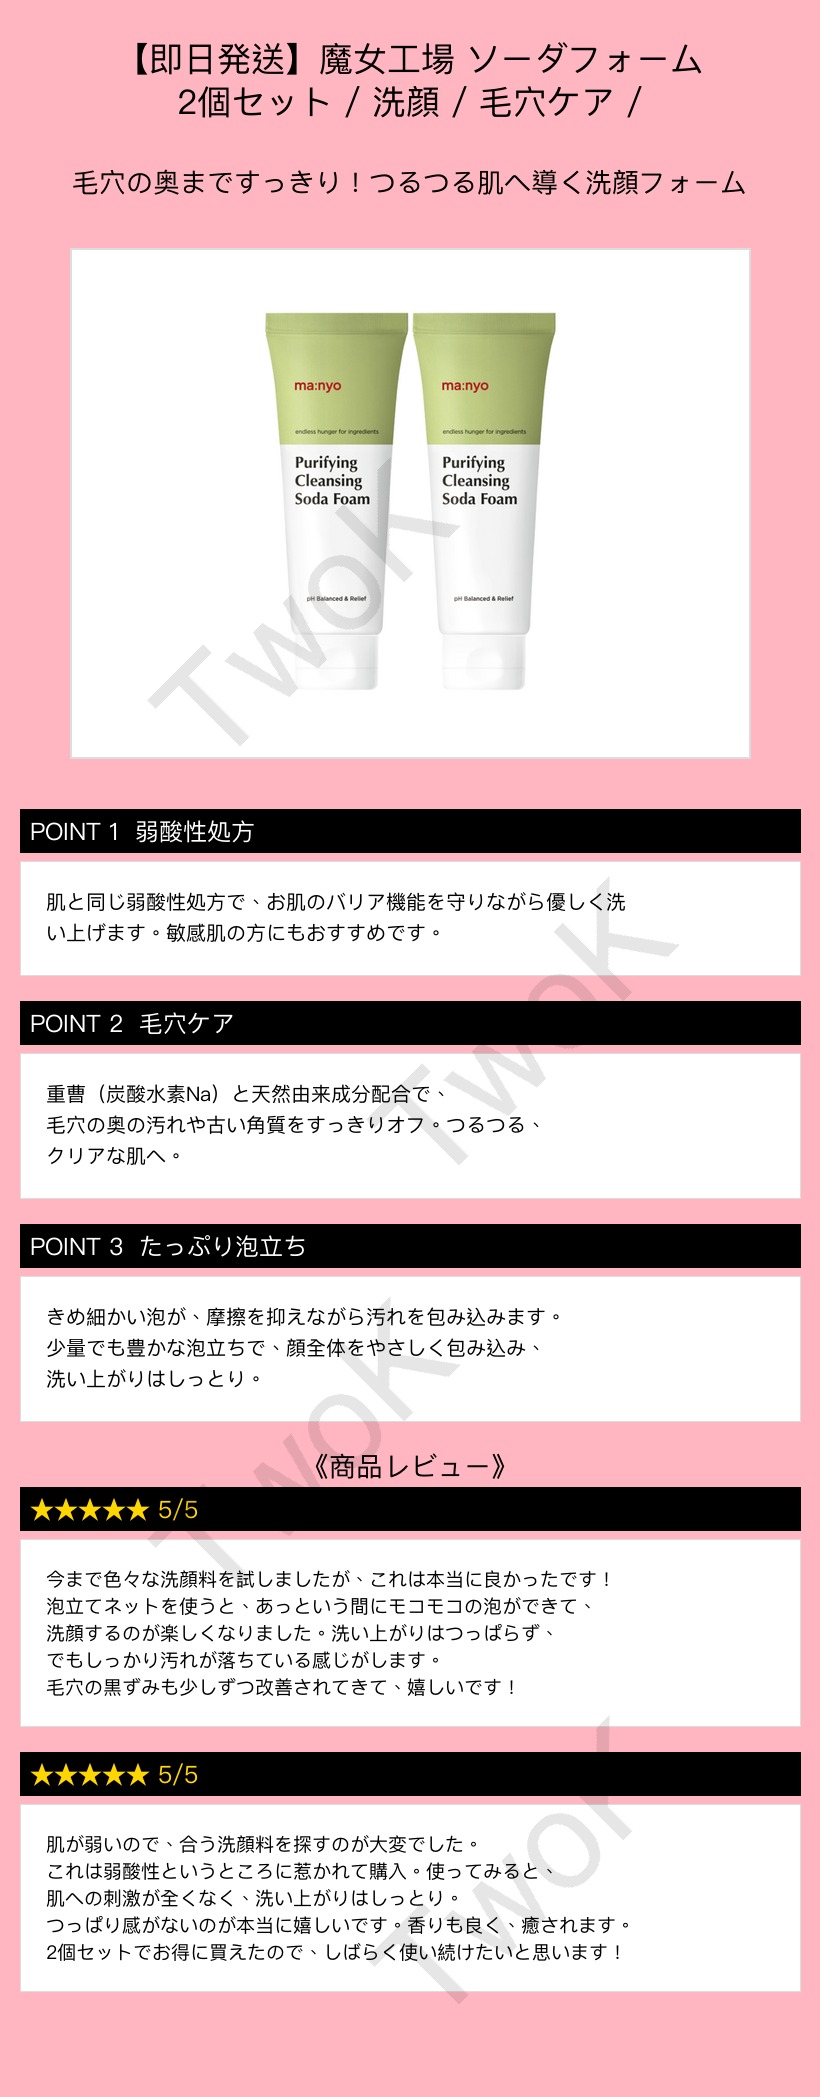 【即日発送】魔女工場 ソーダフォーム
2個セット / 洗顔 / 毛穴ケア /
毛穴の奥まですっきり！つるつる肌へ導く洗顔フォーム
ma:nyo
endless hunger for ingredients
Purifying
Cleansing
Soda Foam
pH Balanced & Relief
ma:nyo
endless hunger for ingredients
Purifying
Cleansing
Soda Foam
pH Balanced & Relief
TwoK
POINT 1 弱酸性処方
肌と同じ弱酸性処方で、お肌のバリア機能を守りながら優しく洗
い上げます。敏感肌の方にもおすすめです。
TwoK
POINT 2 毛穴ケア
重曹（炭酸水素Na）と天然由来成分配合で、
毛穴の奥の汚れや古い角質をすっきりオフ。つるつる、
クリアな肌へ。
POINT 3 たっぷり泡立ち
きめ細かい泡が、摩擦を抑えながら汚れを包み込みます。
少量でも豊かな泡立ちで、顔全体をやさしく包み込み、
洗い上がりはしっとり。
TwoK
《商品レビュー》
★★★★★ 5/5
今まで色々な洗顔料を試しましたが、これは本当に良かったです！
泡立てネットを使うと、あっという間にモコモコの泡ができて、
洗顔するのが楽しくなりました。洗い上がりはつっぱらず、
でもしっかり汚れが落ちている感じがします。
毛穴の黒ずみも少しずつ改善されてきて、嬉しいです！
★★★★★ 5/5
肌が弱いので、合う洗顔料を探すのが大変でした。
これは弱酸性というところに惹かれて購入。使ってみると、
肌への刺激が全くなく、洗い上がりはしっとり。
つっぱり感がないのが本当に嬉しいです。香りも良く、癒されます。
2個セットでお得に買えたので、しばらく使い続けたいと思います！
TwoK